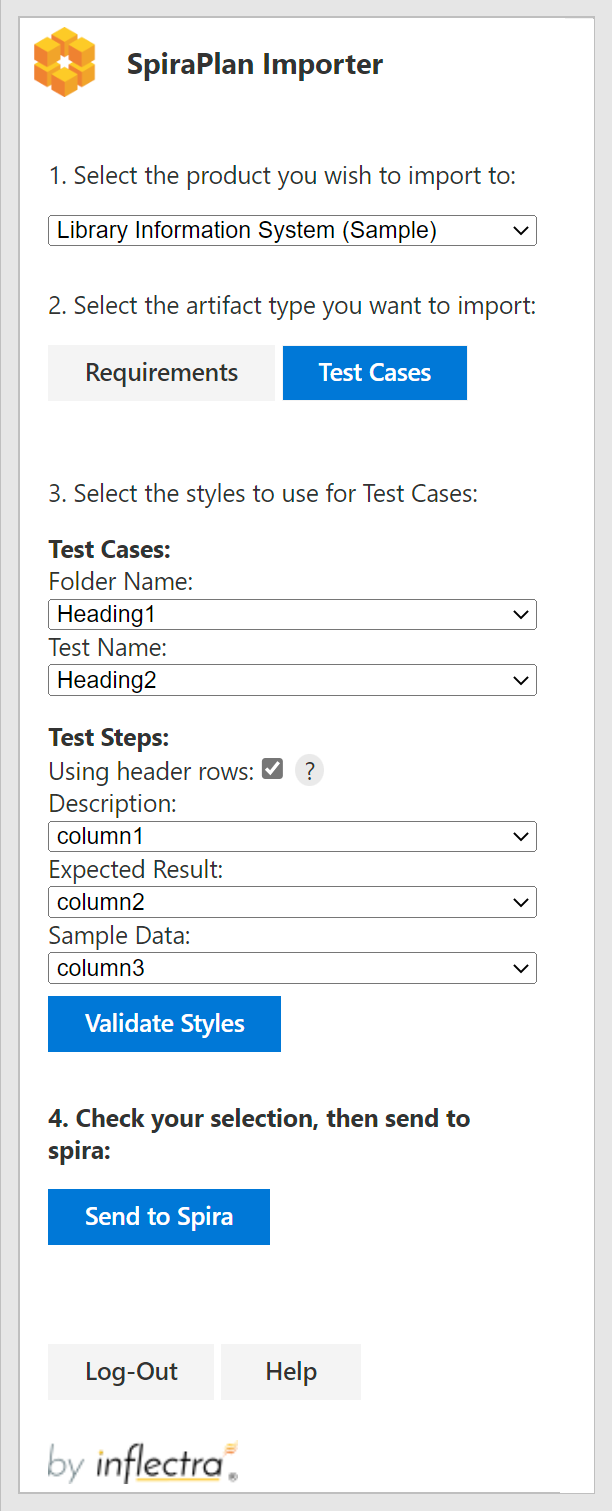 SpiraPlan Importer
1. Select the product you wish to import to:
Library Information System (Sample)
2. Select the artifact type you want to import:
Requirements
Test Cases
3. Select the styles to use for Test Cases:
Test Cases:
Folder Name:
Heading1
Test Name:
Heading2
Test Steps:
Using header rows: ?
Description:
column1
Expected Result:
column2
Sample Data:
column3
Validate Styles
4. Check your selection, then send to
spira:
Send to Spira
Log-Out
Help
by inflectra®